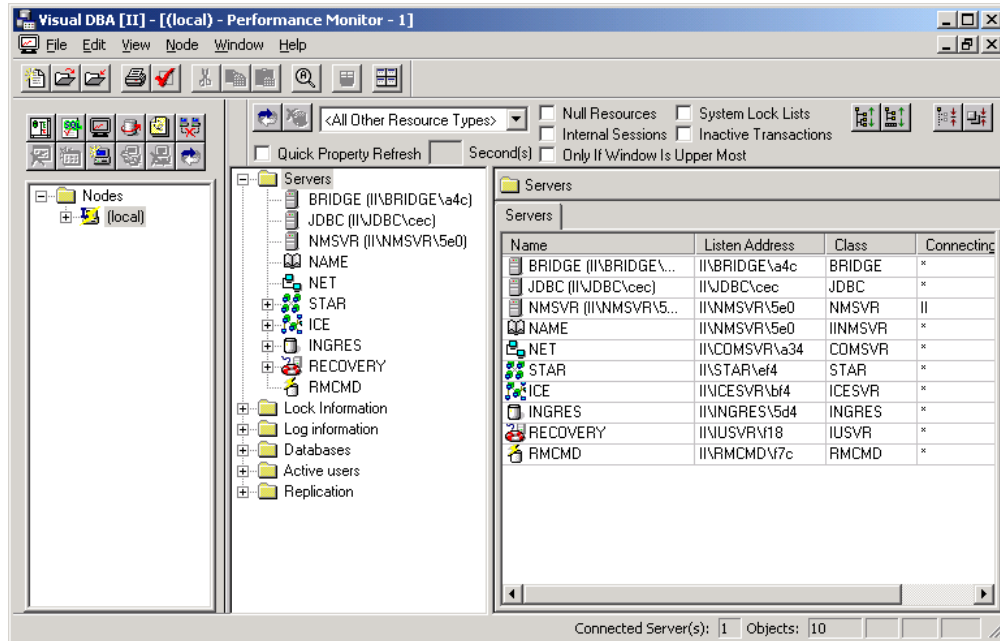 Visual DBA [II] - [(local) - Performance Monitor - 1]
File Edit View Node Window Help
<All Other Resource Types>
Null Resources
System Lock Lists
Internal Sessions
Inactive Transactions
Quick Property Refresh
Second(s)
Only If Window Is Upper Most
Nodes
(local)
Servers
BRIDGE (II\BRIDGE\a4c)
JDBC (II\JDBC\cec)
NMSVR (II\NMSVR\5e0)
NAME
NET
STAR
ICE
INGRES
RECOVERY
RMCMD
Lock Information
Log information
Databases
Active users
Replication
Servers
Servers
Name Listen Address Class Connecting
BRIDGE (II\BRIDGE\... II\BRIDGE\a4c BRIDGE *
JDBC (II\JDBC\cec) II\JDBC\cec JDBC *
NMSVR (II\NMSVR\5... II\NMSVR\5e0 NMSVR II
NAME II\NMSVR\5e0 IINMSVR *
NET II\COMSVR\a34 COMSVR *
STAR II\STAR\ef4 STAR *
ICE II\ICESVR\bf4 ICESVR *
INGRES II\INGRES\5d4 INGRES *
RECOVERY II\IUSVR\f18 IUSVR *
RMCMD II\RMCMD\f7c RMCMD *
Connected Server(s): 1 Objects: 10